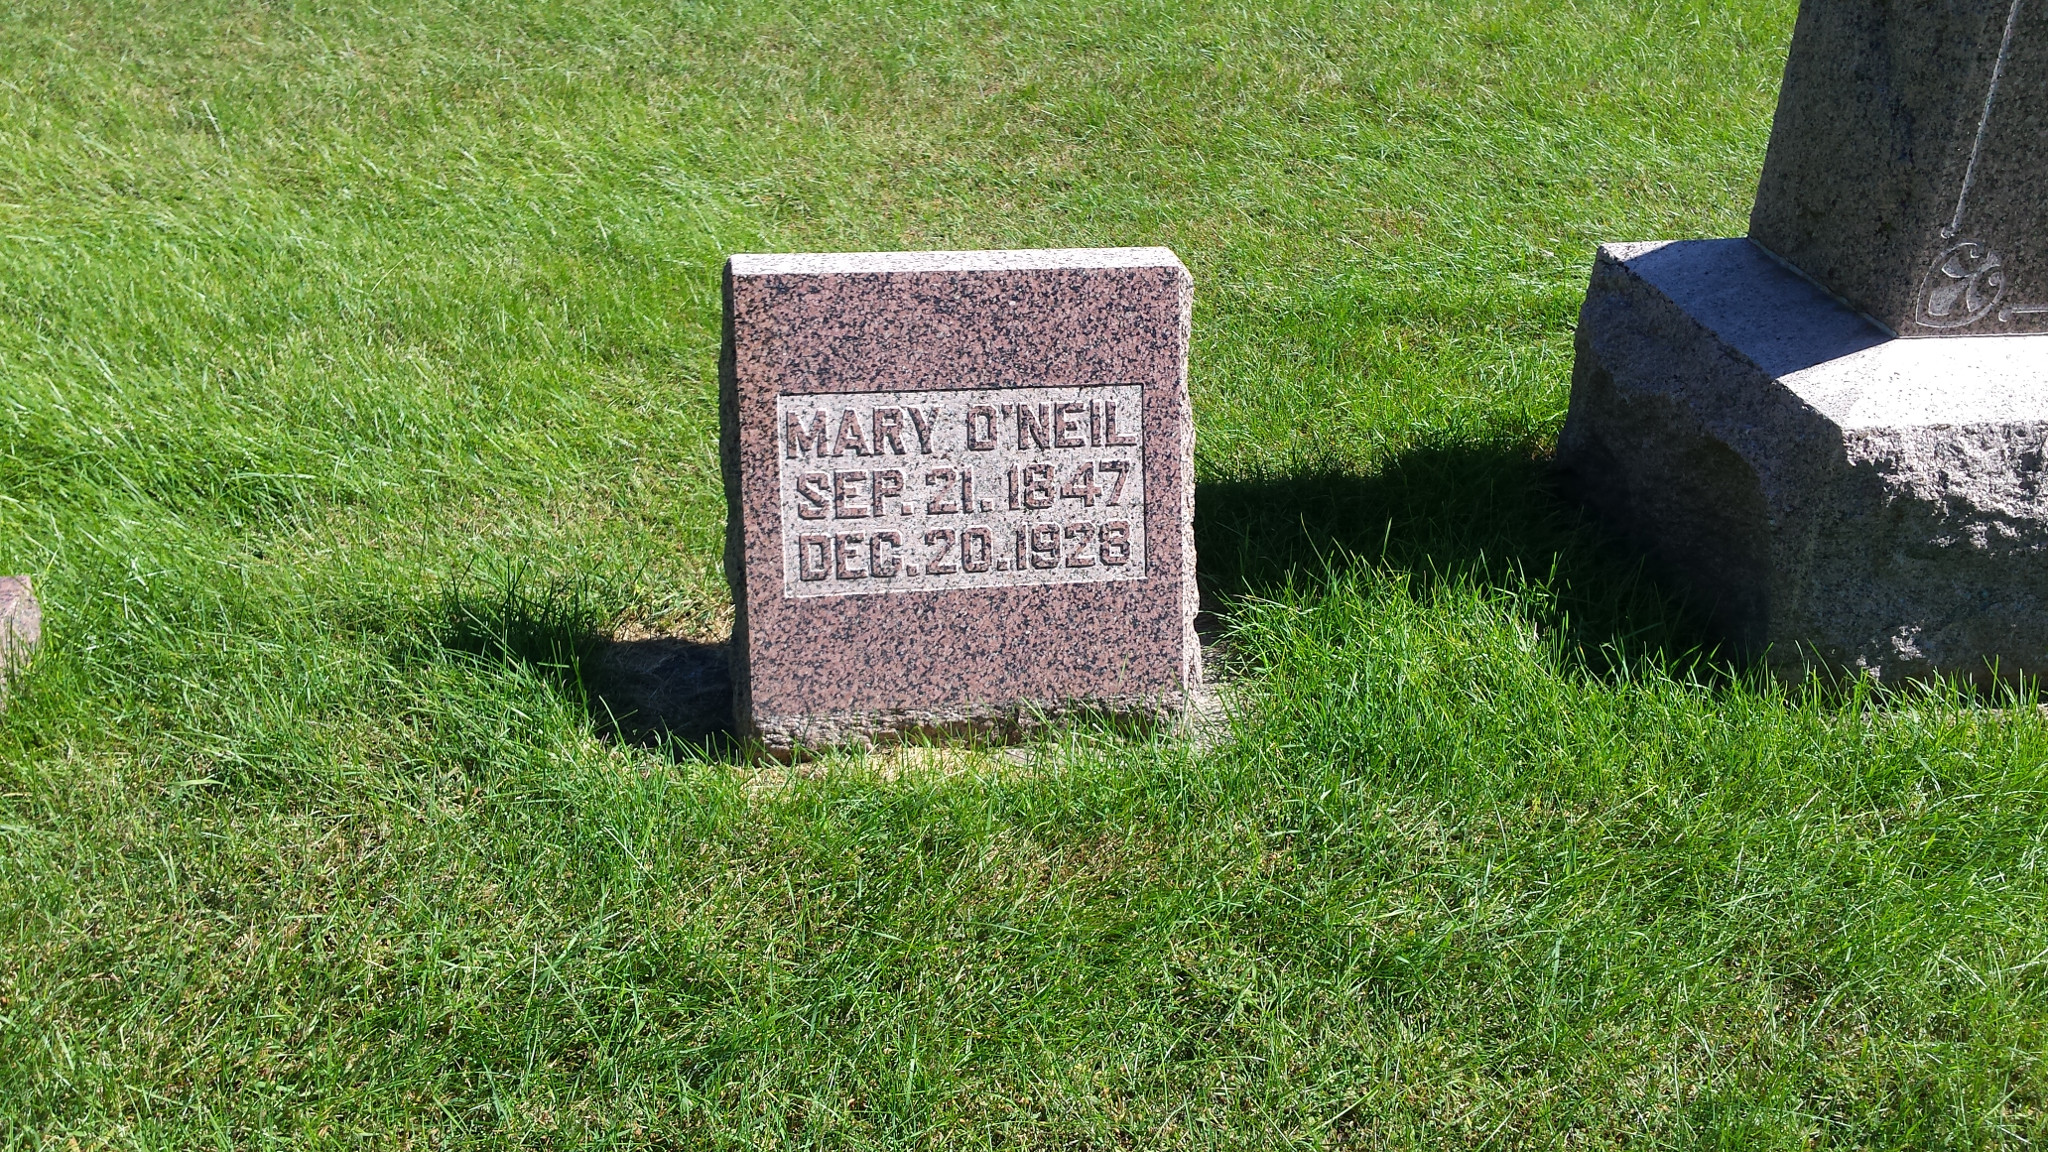 MARY O'NEIL
SEP. 21. 1847
DEC. 20. 1928